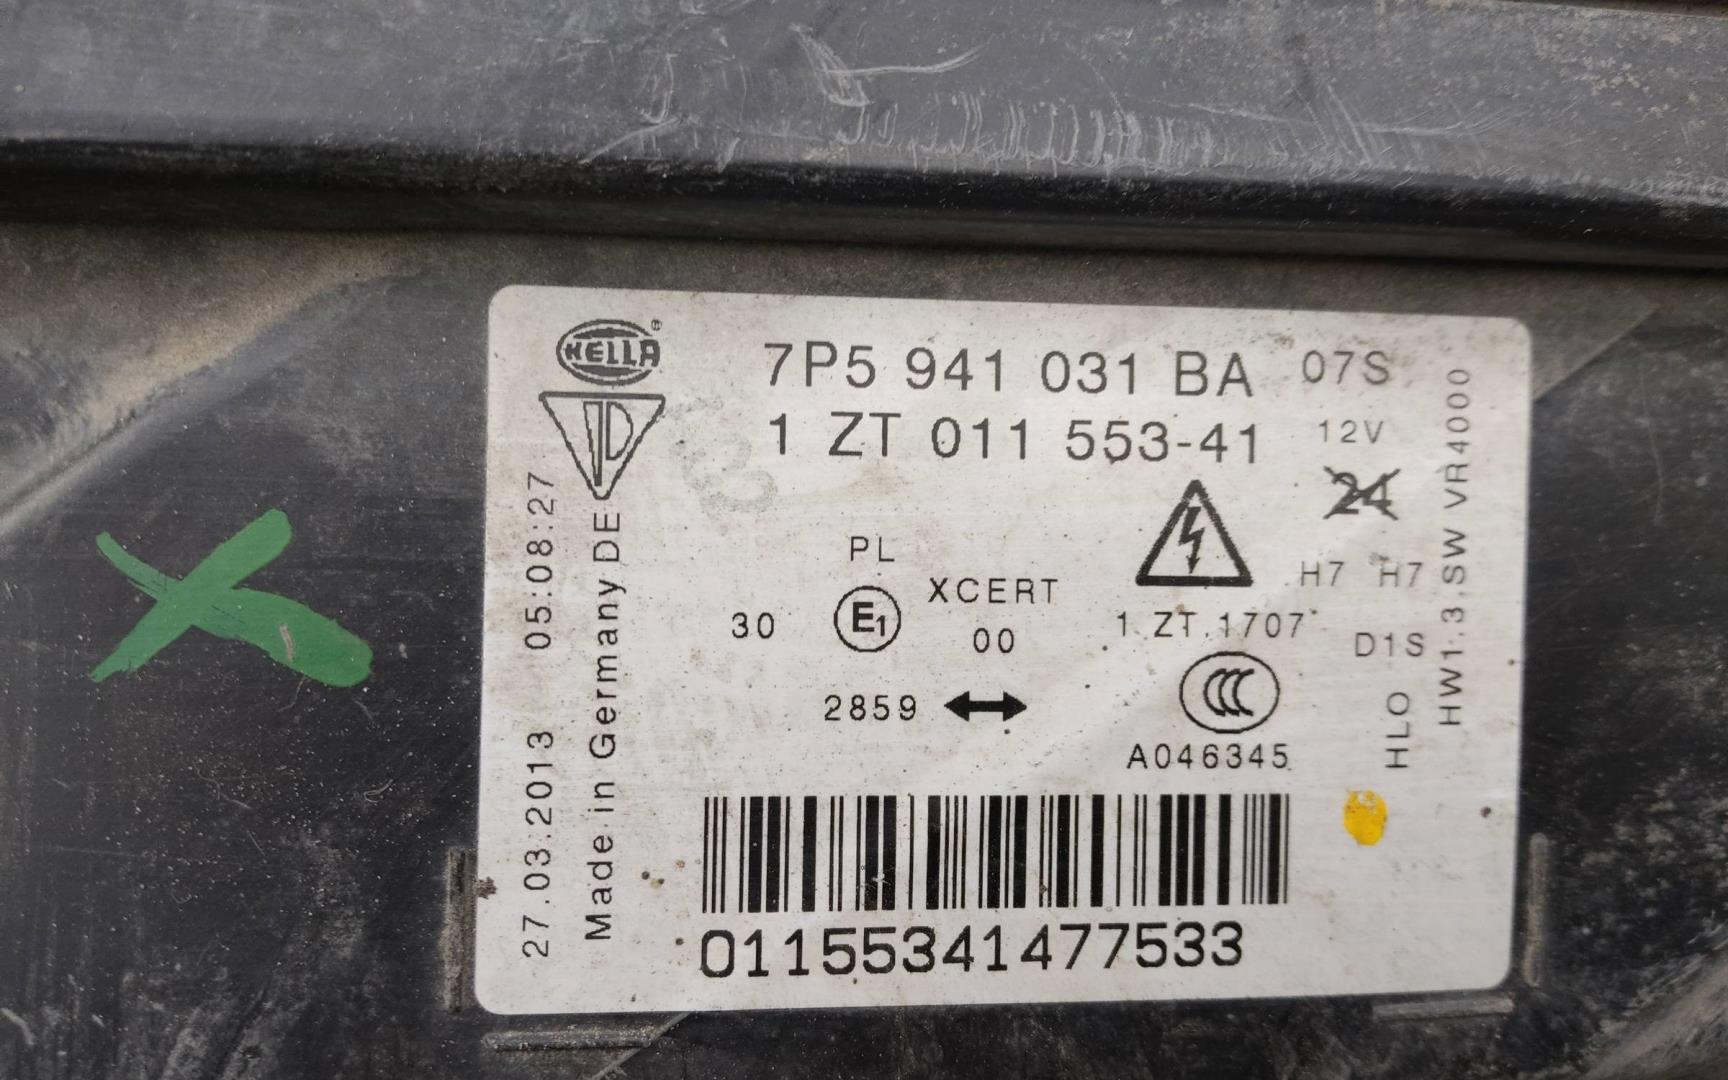 HELLA ®
7P5 941 031 BA 07S
1 ZT 011 553-41 12V
24
PL
H7 H7
XCERT
30 E1 00 1 ZT.1707
D1S
2859
CCC
A046345
HLO
HW1.3.SW VR4000
27.03.2013 05:08:27
Made in Germany DE
01155341477533